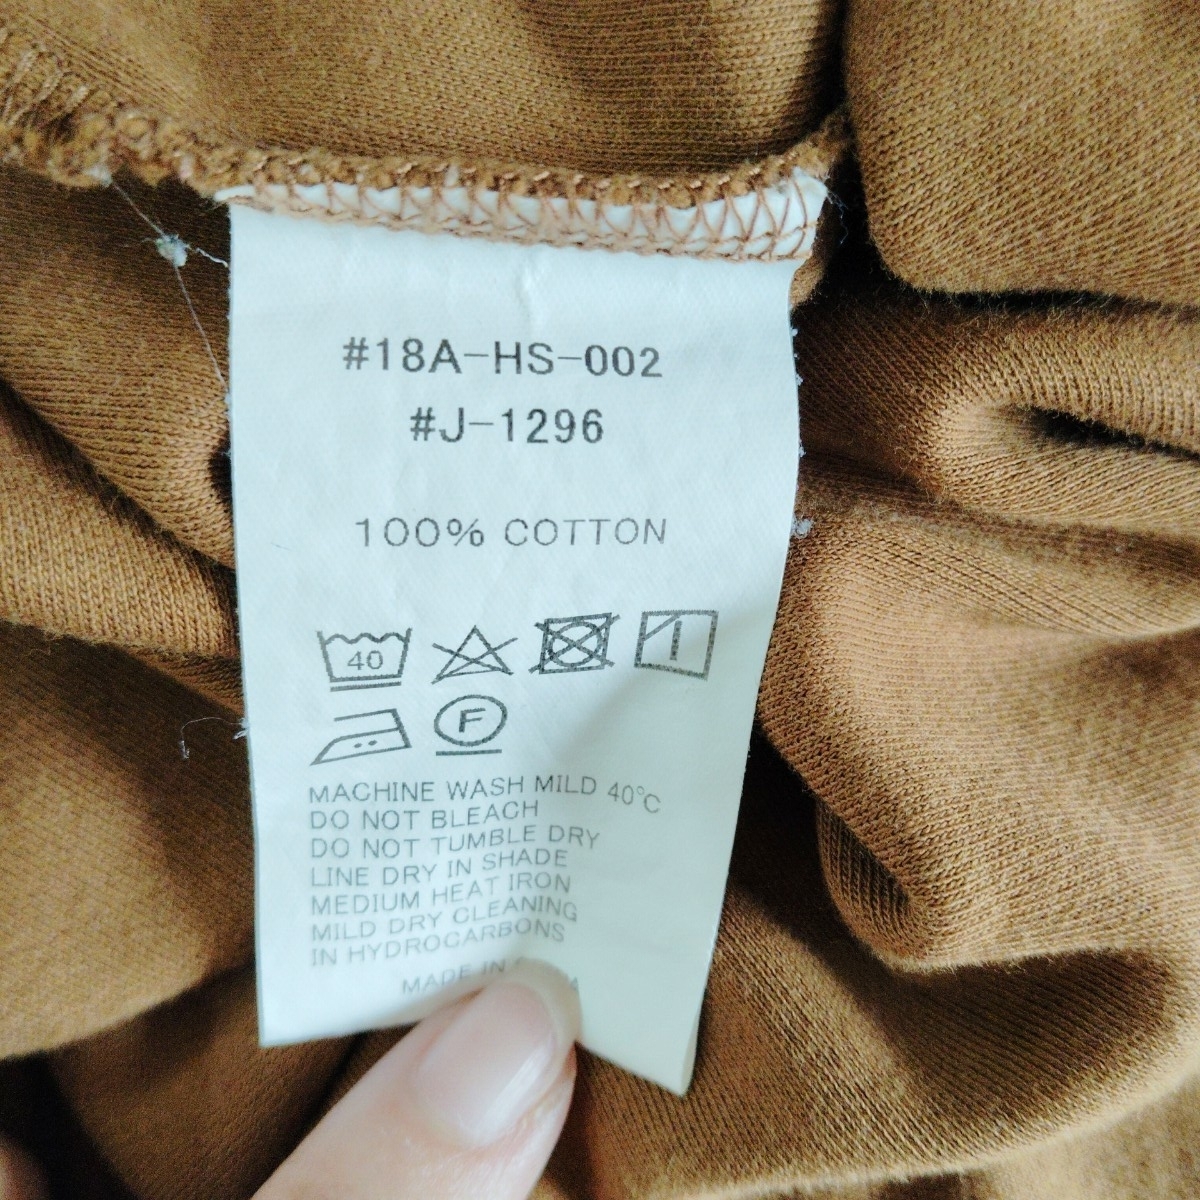 #18A-HS-002
#J-1296
100% COTTON
40
F
MACHINE WASH MILD 40℃
DO NOT BLEACH
DO NOT TUMBLE DRY
LINE DRY IN SHADE
MEDIUM HEAT IRON
MILD DRY CLEANING
IN HYDROCARBONS
MADE IN